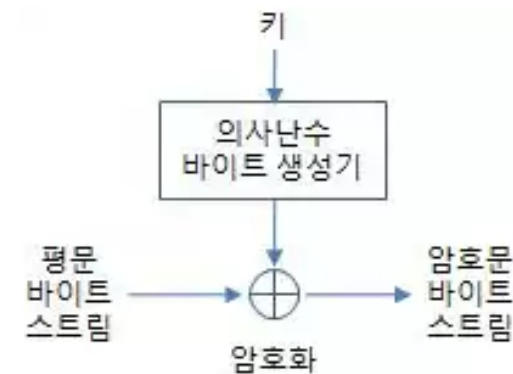 키
의사난수
바이트 생성기
평문
바이트
스트림
암호문
바이트
스트림
암호화